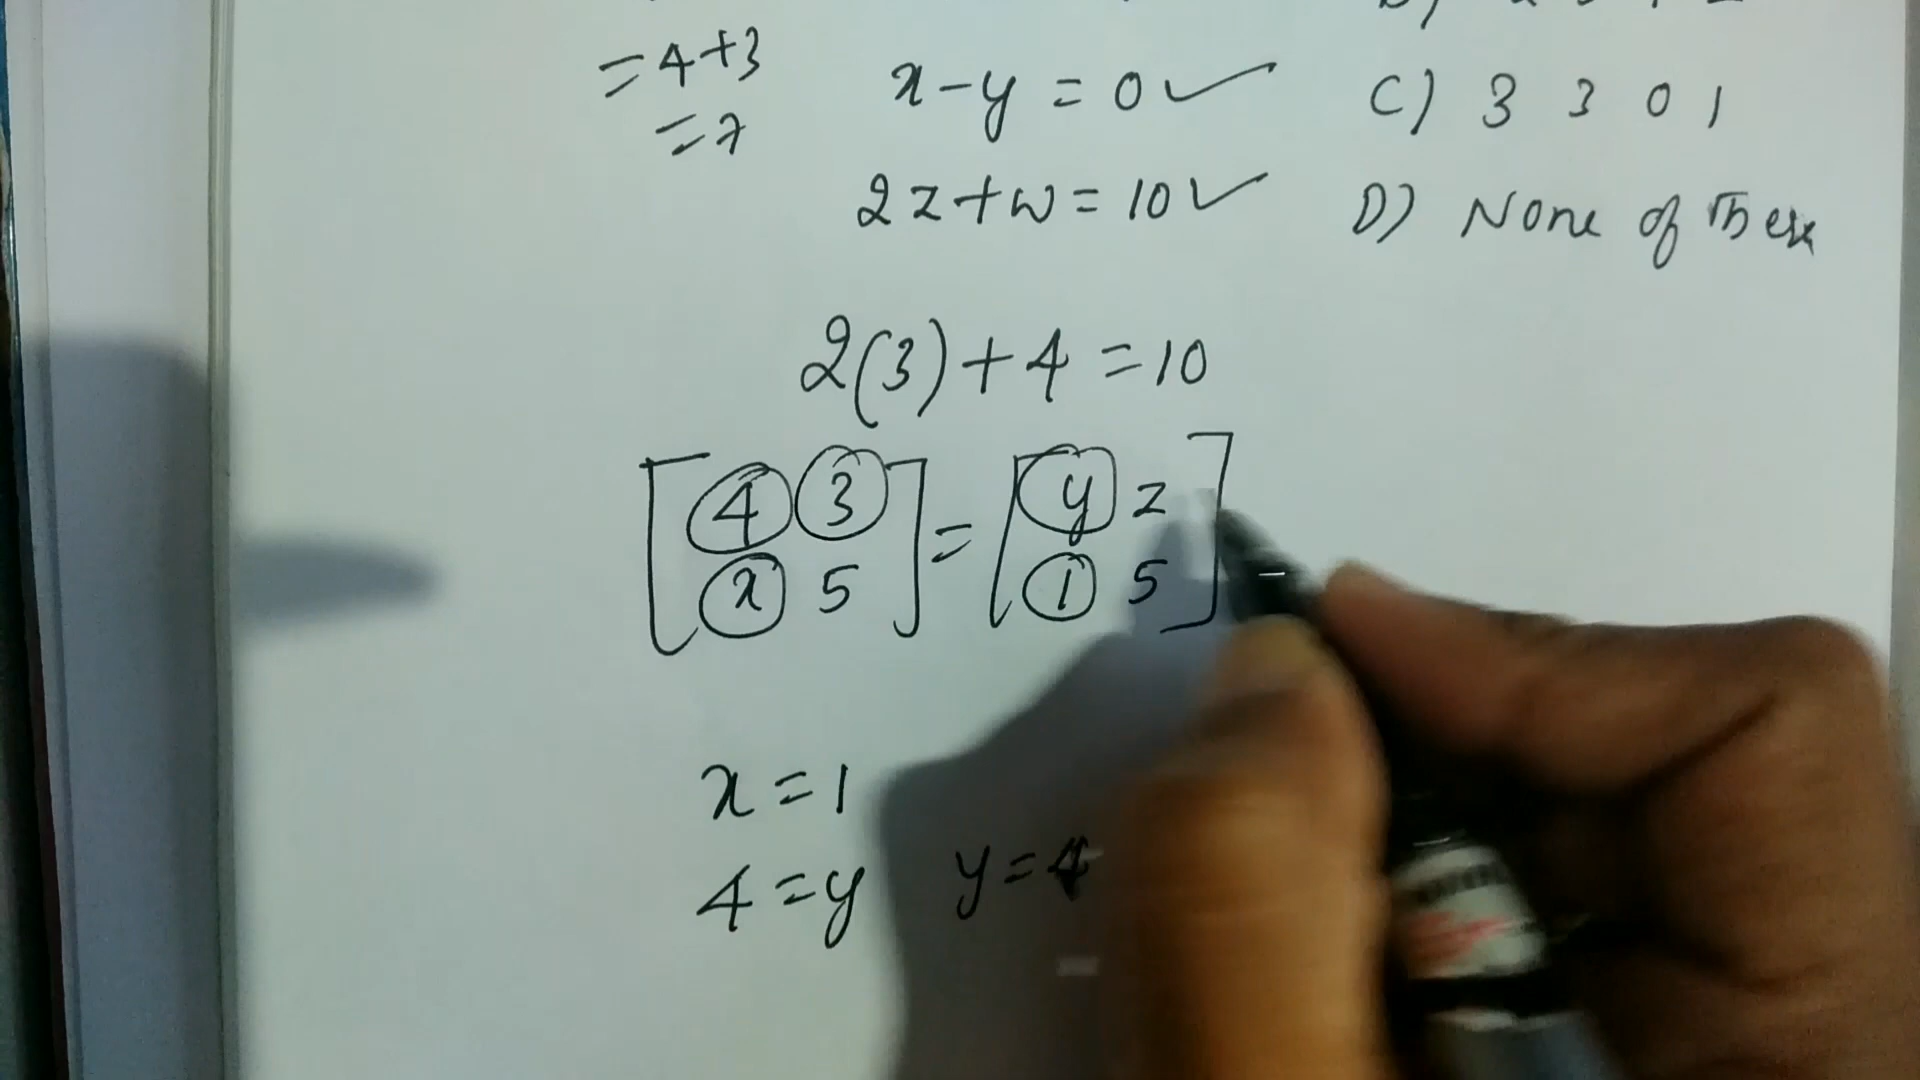 =4+3
=7
x-y=0✓
2z+w=10✓
C) 3 3 0 1
D) None of These
2(3)+4=10
[4 3] = [y z]
[x 5] [1 5]
x=1
4=y y=4